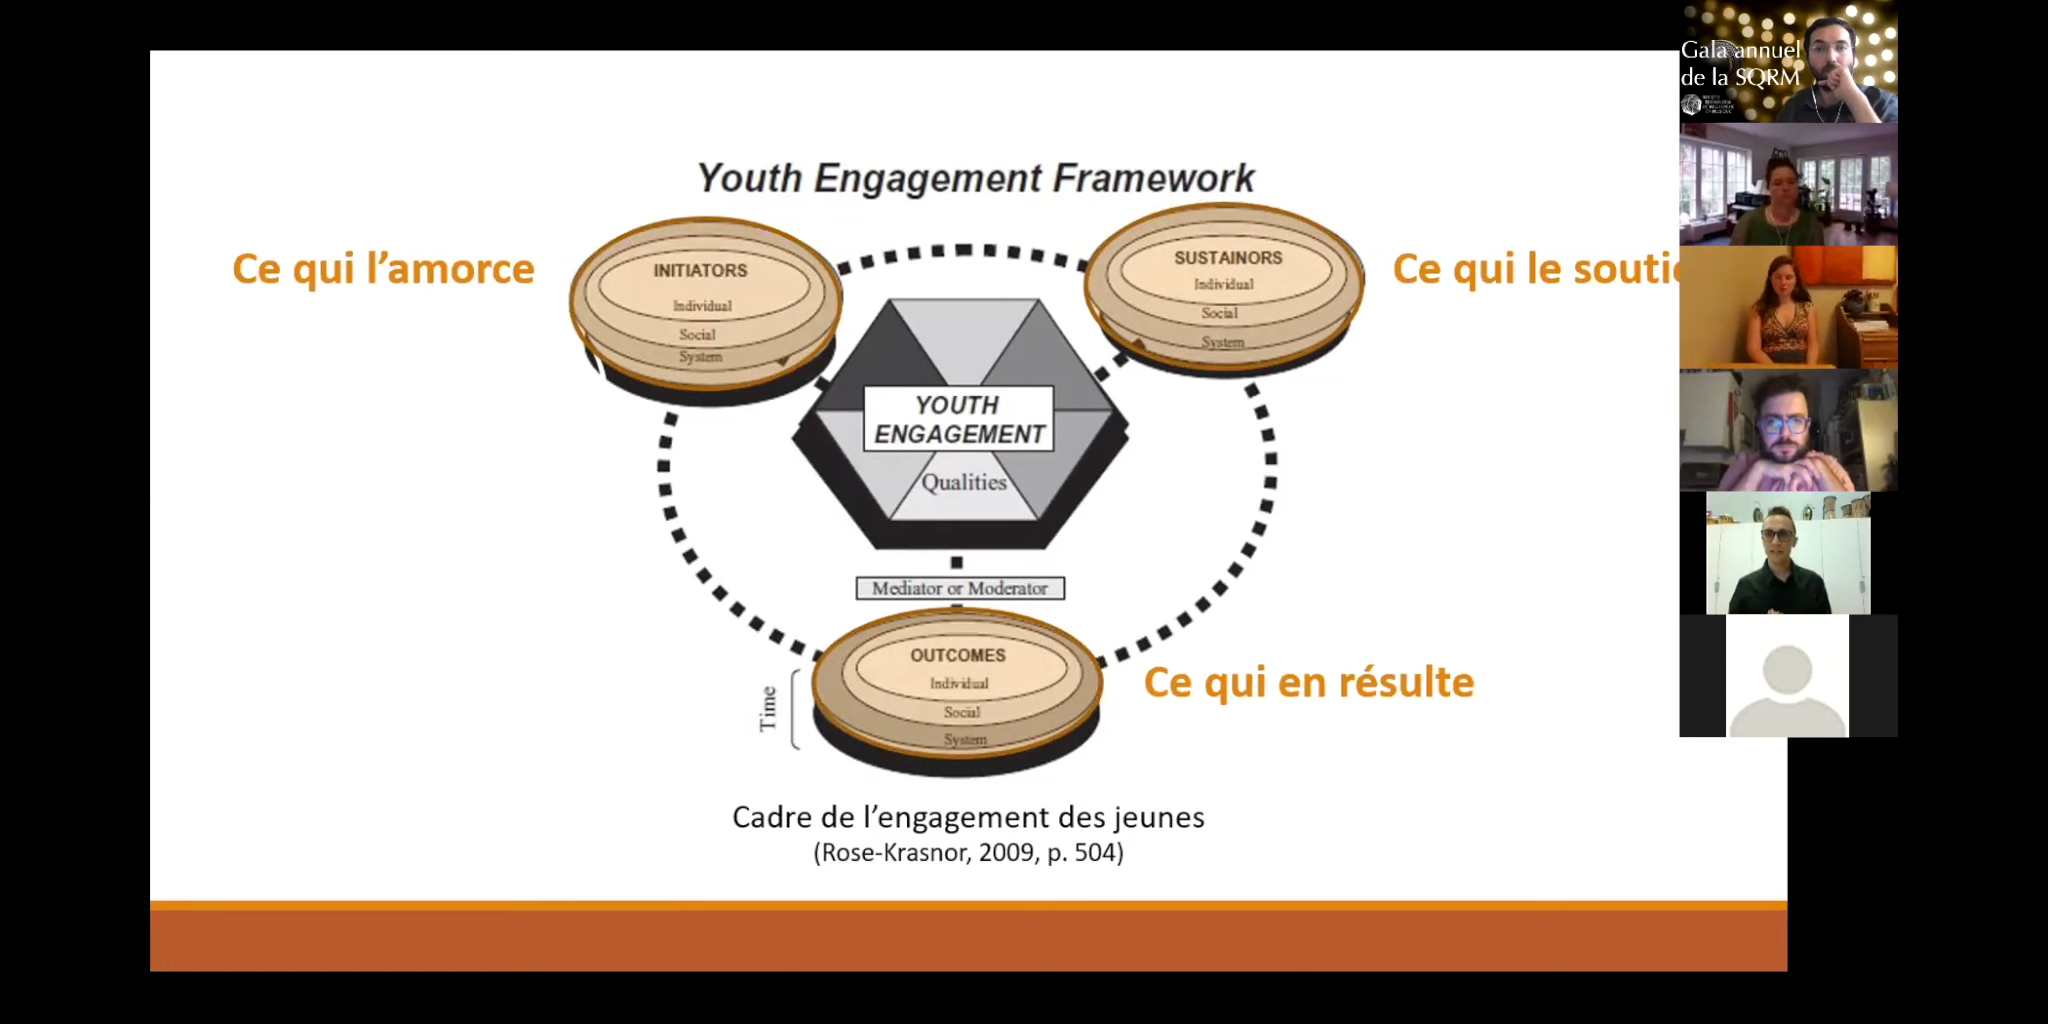 Youth Engagement Framework
Ce qui l'amorce
INITIATORS
Individual
Social
System
SUSTAINORS
Individual
Social
System
Ce qui le soutie
YOUTH
ENGAGEMENT
Qualities
Mediator or Moderator
OUTCOMES
Individual
Social
System
Time
Ce qui en résulte
Cadre de l'engagement des jeunes
(Rose-Krasnor, 2009, p. 504)
Gala annuel
de la SQRM